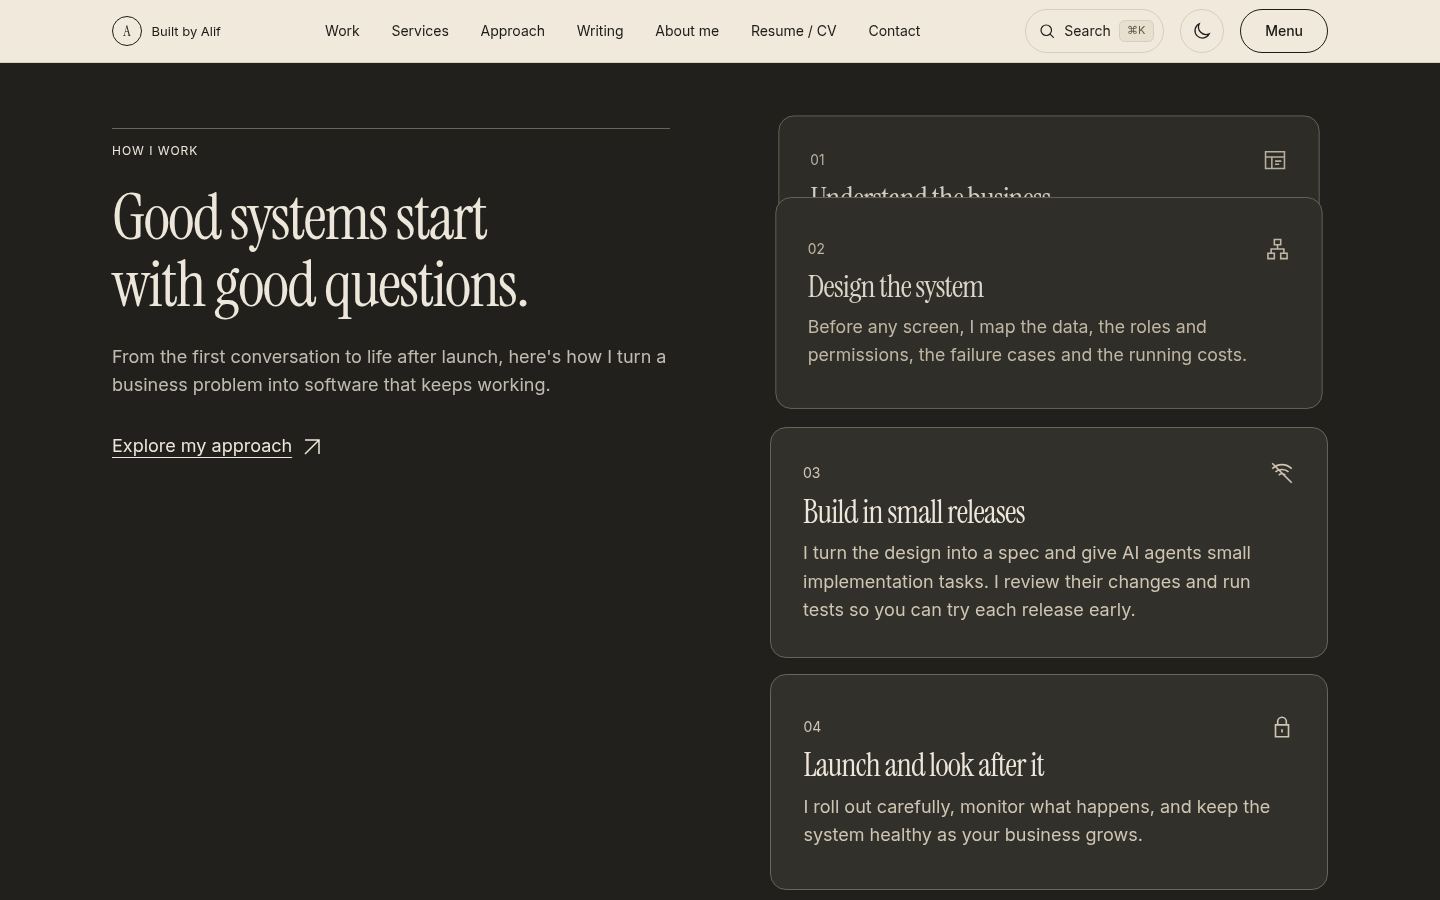 A Built by Alif
Work Services Approach Writing About me Resume / CV Contact
Search ⌘K
Menu
HOW I WORK
Good systems start
with good questions.
From the first conversation to life after launch, here's how I turn a
business problem into software that keeps working.
Explore my approach
01
Understand the business
02
Design the system
Before any screen, I map the data, the roles and
permissions, the failure cases and the running costs.
03
Build in small releases
I turn the design into a spec and give AI agents small
implementation tasks. I review their changes and run
tests so you can try each release early.
04
Launch and look after it
I roll out carefully, monitor what happens, and keep the
system healthy as your business grows.